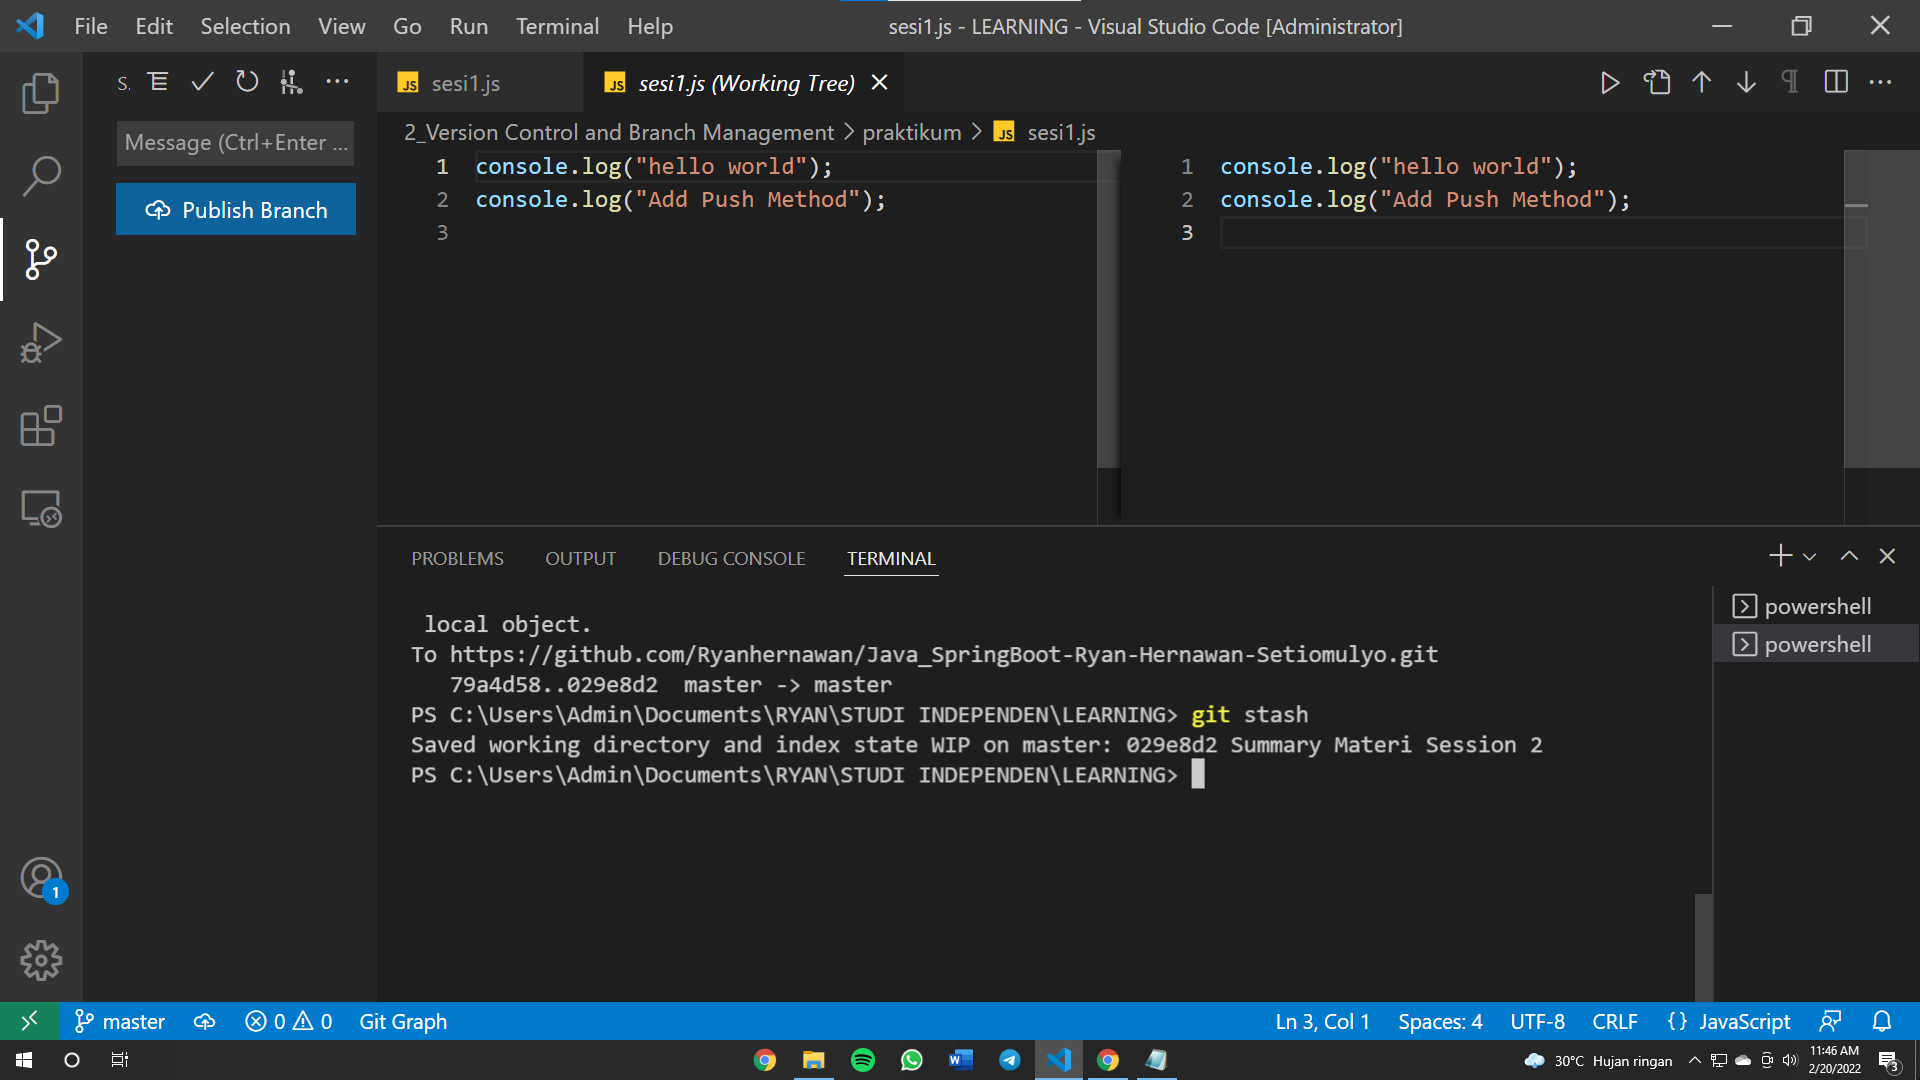 File Edit Selection View Go Run Terminal Help
sesi1.js - LEARNING - Visual Studio Code [Administrator]
S.
sesi1.js
sesi1.js (Working Tree)
Message (Ctrl+Enter ...
Publish Branch
2_Version Control and Branch Management > praktikum > JS sesi1.js
1 console.log("hello world");
2 console.log("Add Push Method");
3
1 console.log("hello world");
2 console.log("Add Push Method");
3
PROBLEMS OUTPUT DEBUG CONSOLE TERMINAL
local object.
To https://github.com/Ryanhernawan/Java_SpringBoot-Ryan-Hernawan-Setiomulyo.git
79a4d58..029e8d2 master -> master
PS C:\Users\Admin\Documents\RYAN\STUDI INDEPENDEN\LEARNING> git stash
Saved working directory and index state WIP on master: 029e8d2 Summary Materi Session 2
PS C:\Users\Admin\Documents\RYAN\STUDI INDEPENDEN\LEARNING>
powershell
powershell
1
master 0 0 Git Graph
Ln 3, Col 1 Spaces: 4 UTF-8 CRLF {} JavaScript
30°C Hujan ringan
11:46 AM
2/20/2022
3